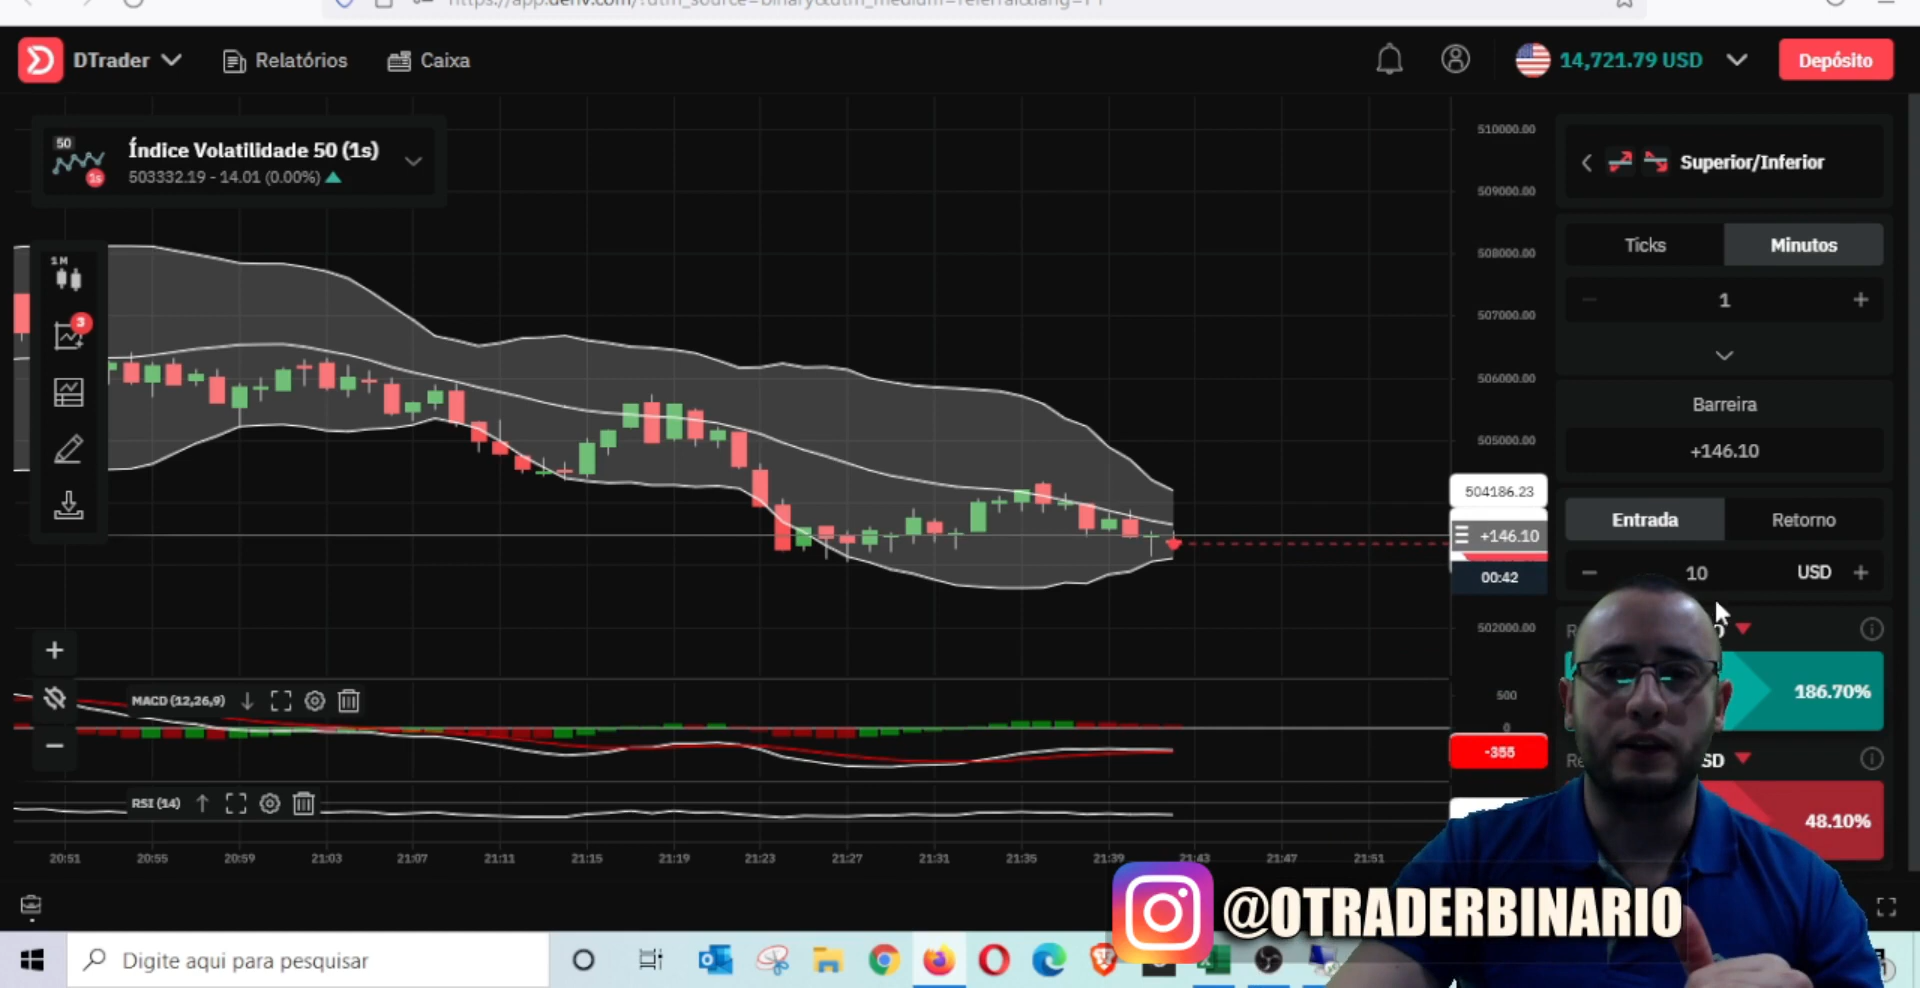 DTrader
Relatórios
Caixa
14,721.79 USD
Depósito
50
1s
Índice Volatilidade 50 (1s)
503332.19 - 14.01 (0.00%)
1M
3
510000.00
509000.00
508000.00
507000.00
506000.00
505000.00
504186.23
+146.10
00:42
502000.00
Superior/Inferior
Ticks
Minutos
1
Barreira
+146.10
Entrada
Retorno
10
USD
186.70%
48.10%
MACD (12,26,9)
500
0
-355
RSI (14)
20:51
20:55
20:59
21:03
21:07
21:11
21:15
21:19
21:23
21:27
21:31
21:35
21:39
21:43
21:47
21:51
@OTRADERBINARIO
Digite aqui para pesquisar